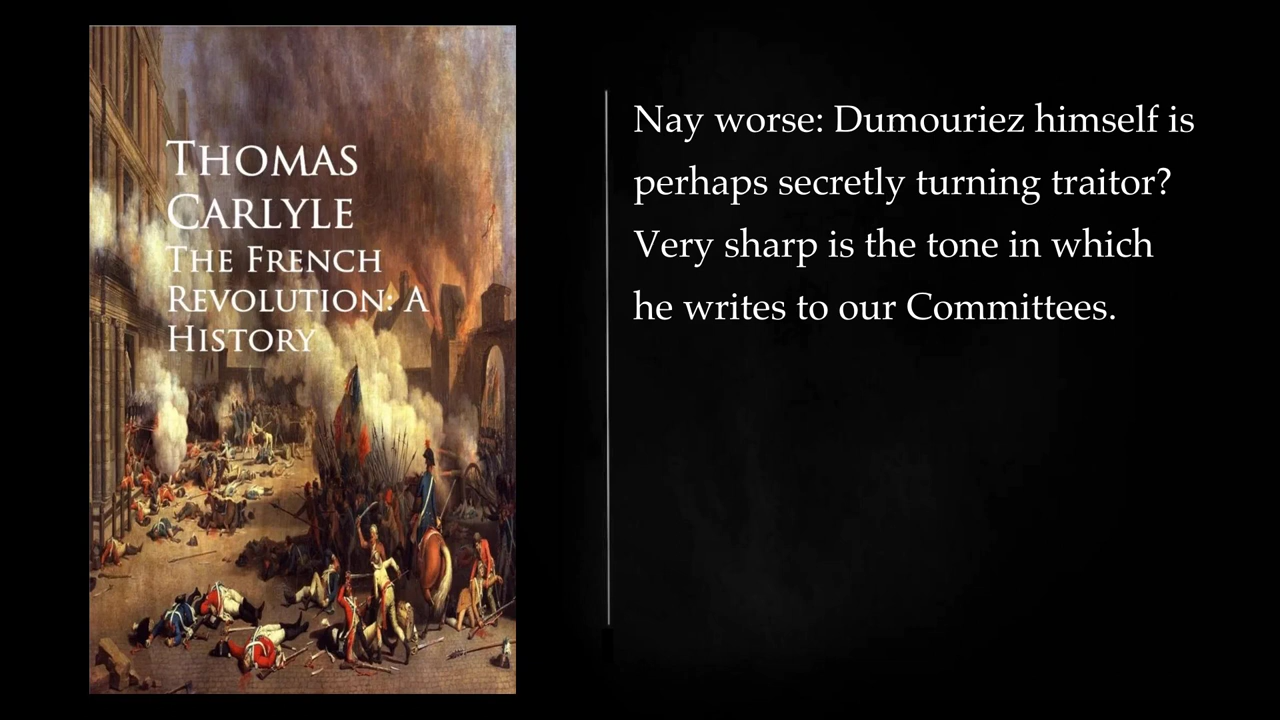 THOMAS
CARLYLE
THE FRENCH
REVOLUTION: A
HISTORY
Nay worse: Dumouriez himself is
perhaps secretly turning traitor?
Very sharp is the tone in which
he writes to our Committees.